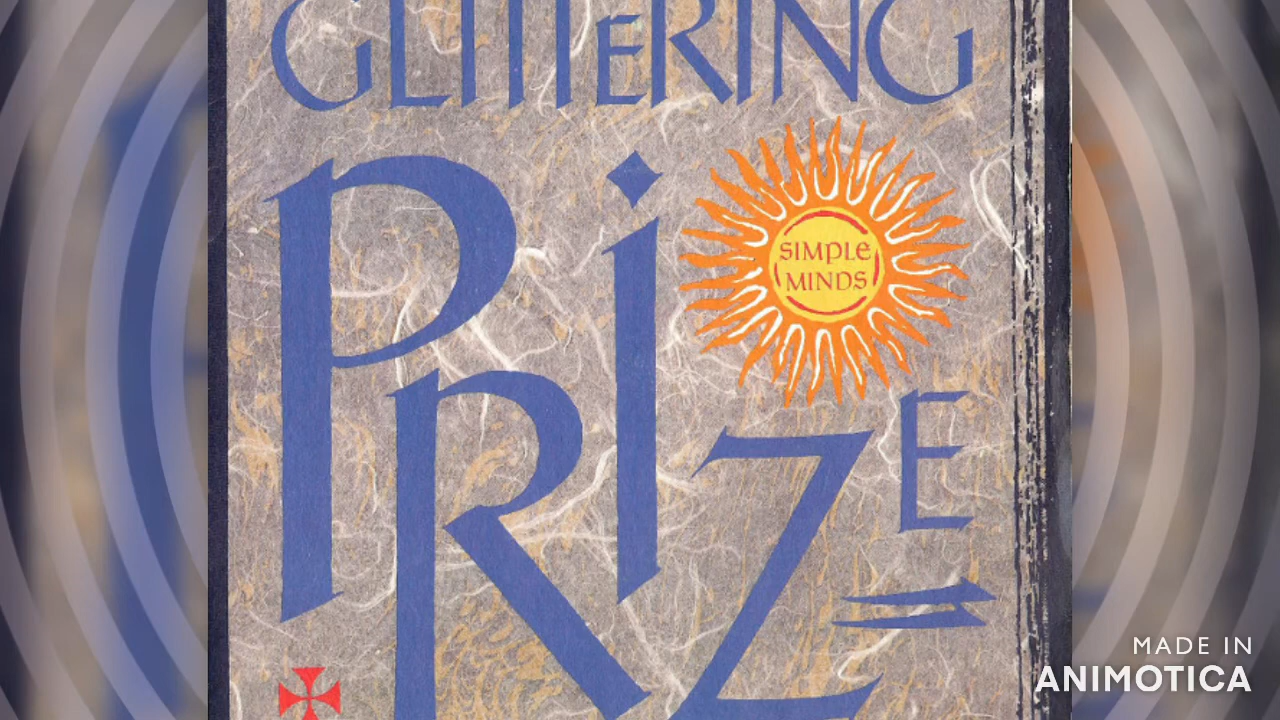 GLITTERING
PRiZE
SIMPLE
MINDS
MADE IN
ANIMOTICA